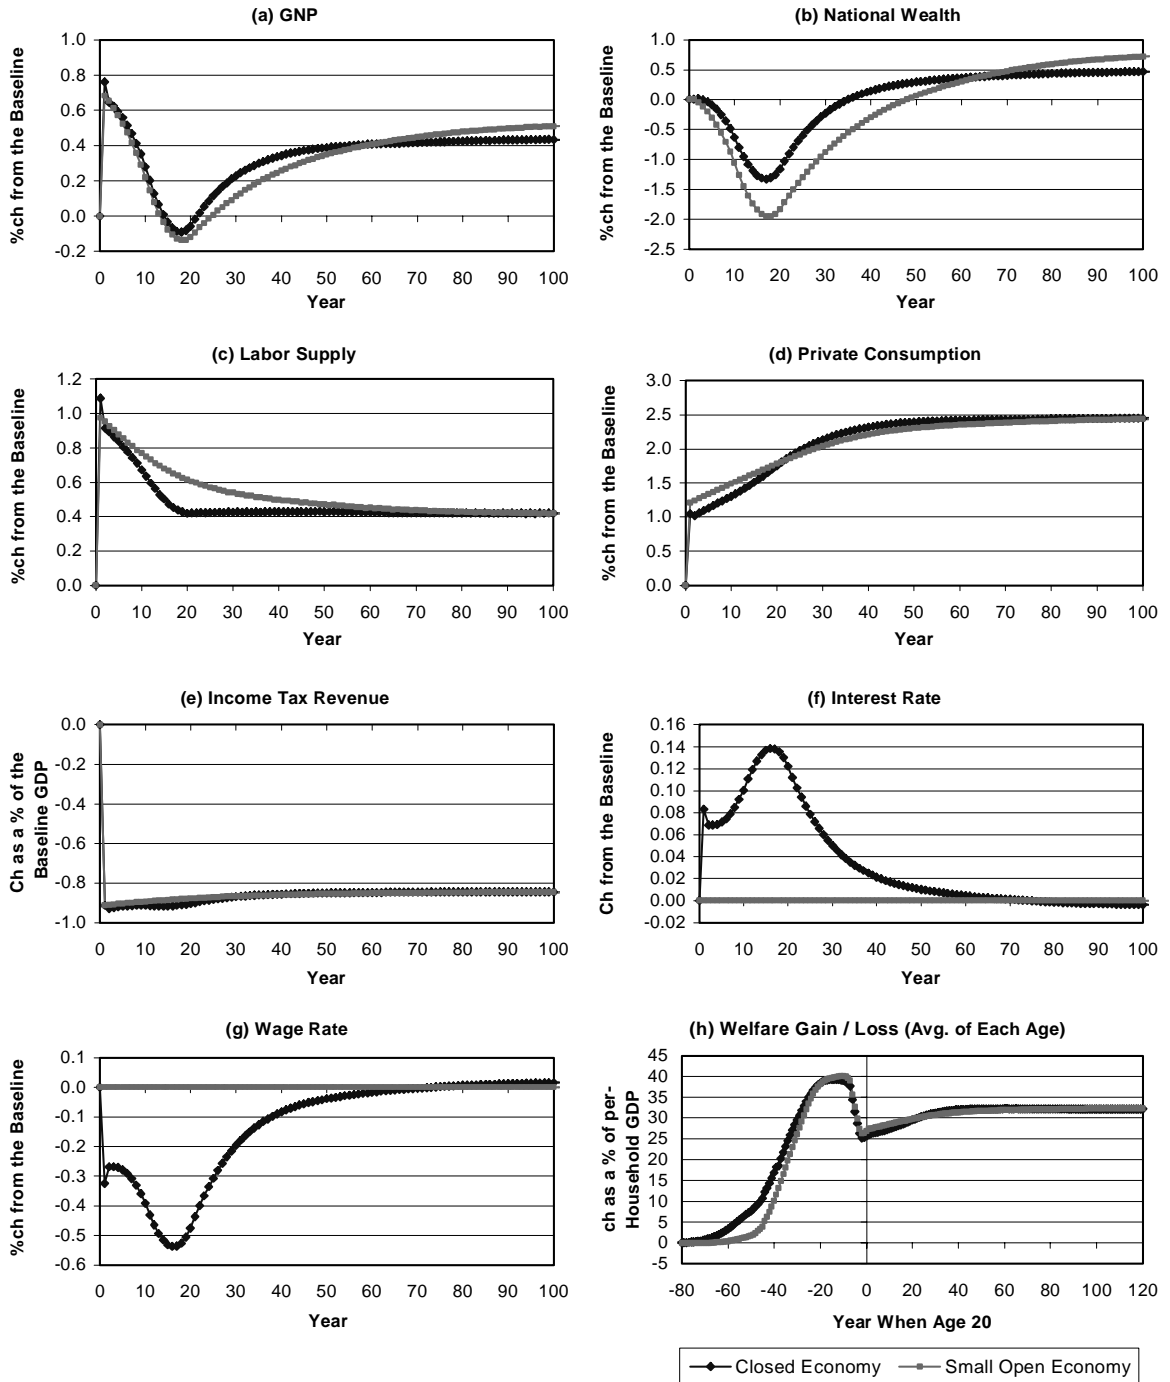 (a) GNP
%ch from the Baseline
1.0
0.8
0.6
0.4
0.2
0.0
-0.2
0 10 20 30 40 50 60 70 80 90 100
Year
(b) National Wealth
%ch from the Baseline
1.0
0.5
0.0
-0.5
-1.0
-1.5
-2.0
-2.5
0 10 20 30 40 50 60 70 80 90 100
Year
(c) Labor Supply
%ch from the Baseline
1.2
1.0
0.8
0.6
0.4
0.2
0.0
0 10 20 30 40 50 60 70 80 90 100
Year
(d) Private Consumption
%ch from the Baseline
3.0
2.5
2.0
1.5
1.0
0.5
0.0
0 10 20 30 40 50 60 70 80 90 100
Year
(e) Income Tax Revenue
Ch as a % of the
Baseline GDP
0.0
-0.2
-0.4
-0.6
-0.8
-1.0
0 10 20 30 40 50 60 70 80 90 100
Year
(f) Interest Rate
Ch from the Baseline
0.16
0.14
0.12
0.10
0.08
0.06
0.04
0.02
0.00
-0.02
0 10 20 30 40 50 60 70 80 90 100
Year
(g) Wage Rate
%ch from the Baseline
0.1
0.0
-0.1
-0.2
-0.3
-0.4
-0.5
-0.6
0 10 20 30 40 50 60 70 80 90 100
Year
(h) Welfare Gain / Loss (Avg. of Each Age)
ch as a % of per-
Household GDP
45
40
35
30
25
20
15
10
5
0
-5
-80 -60 -40 -20 0 20 40 60 80 100 120
Year When Age 20
Closed Economy
Small Open Economy